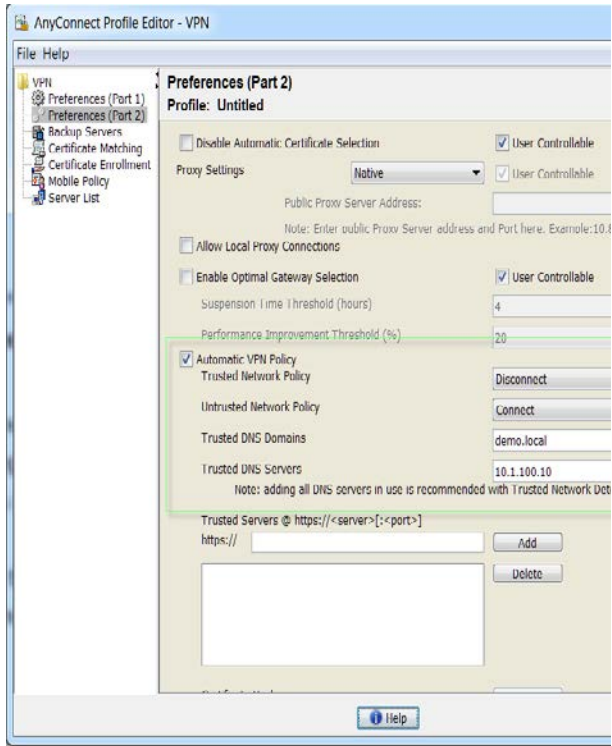 AnyConnect Profile Editor - VPN
File Help
VPN
Preferences (Part 1)
Preferences (Part 2)
Backup Servers
Certificate Matching
Certificate Enrollment
Mobile Policy
Server List
Preferences (Part 2)
Profile: Untitled
Disable Automatic Certificate Selection
User Controllable
Proxy Settings
Native
User Controllable
Public Proxy Server Address:
Note: Enter public Proxy Server address and Port here. Example:10.8
Allow Local Proxy Connections
Enable Optimal Gateway Selection
User Controllable
Suspension Time Threshold (hours)
4
Performance Improvement Threshold (%)
20
Automatic VPN Policy
Trusted Network Policy
Disconnect
Untrusted Network Policy
Connect
Trusted DNS Domains
demo.local
Trusted DNS Servers
10.1.100.10
Note: adding all DNS servers in use is recommended with Trusted Network Det
Trusted Servers @ https://<server>[:<port>]
https://
Add
Delete
Help